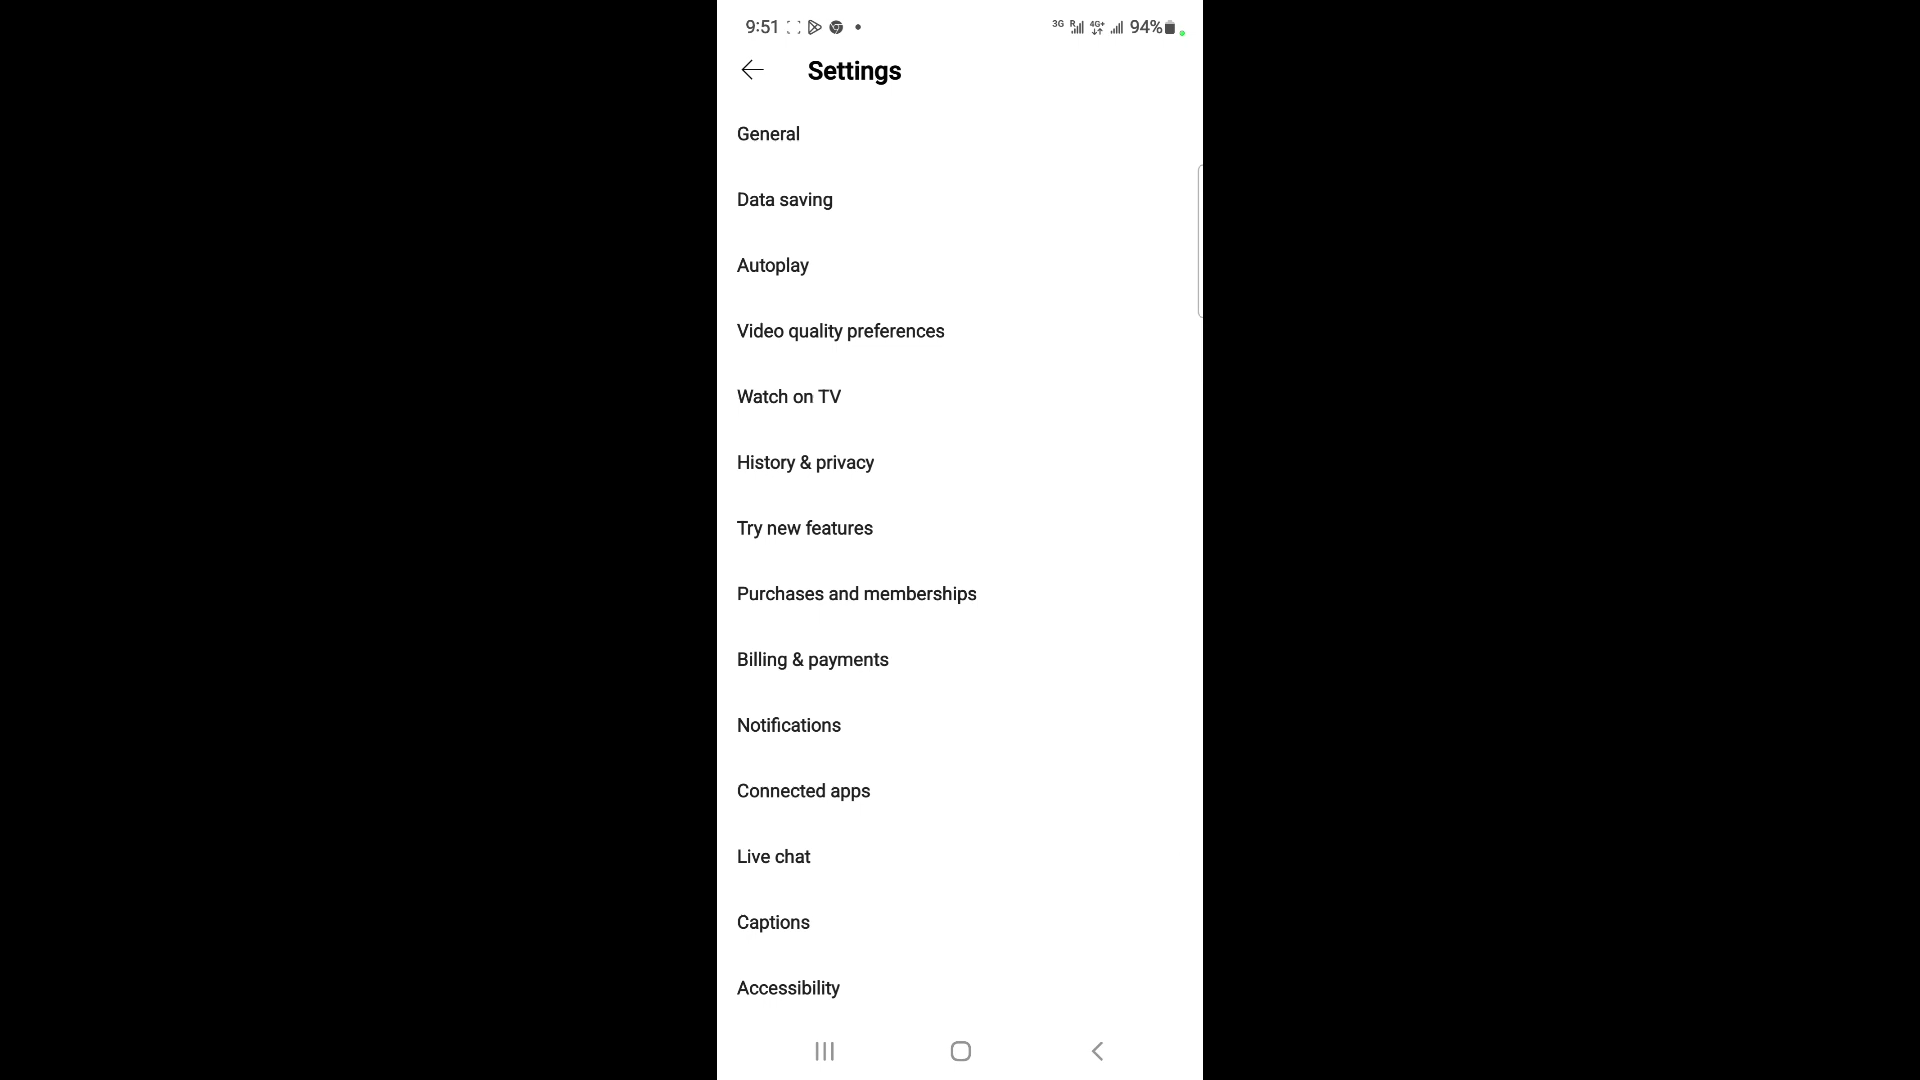 9:51 3G R 4G+ 94%
Settings
General
Data saving
Autoplay
Video quality preferences
Watch on TV
History & privacy
Try new features
Purchases and memberships
Billing & payments
Notifications
Connected apps
Live chat
Captions
Accessibility